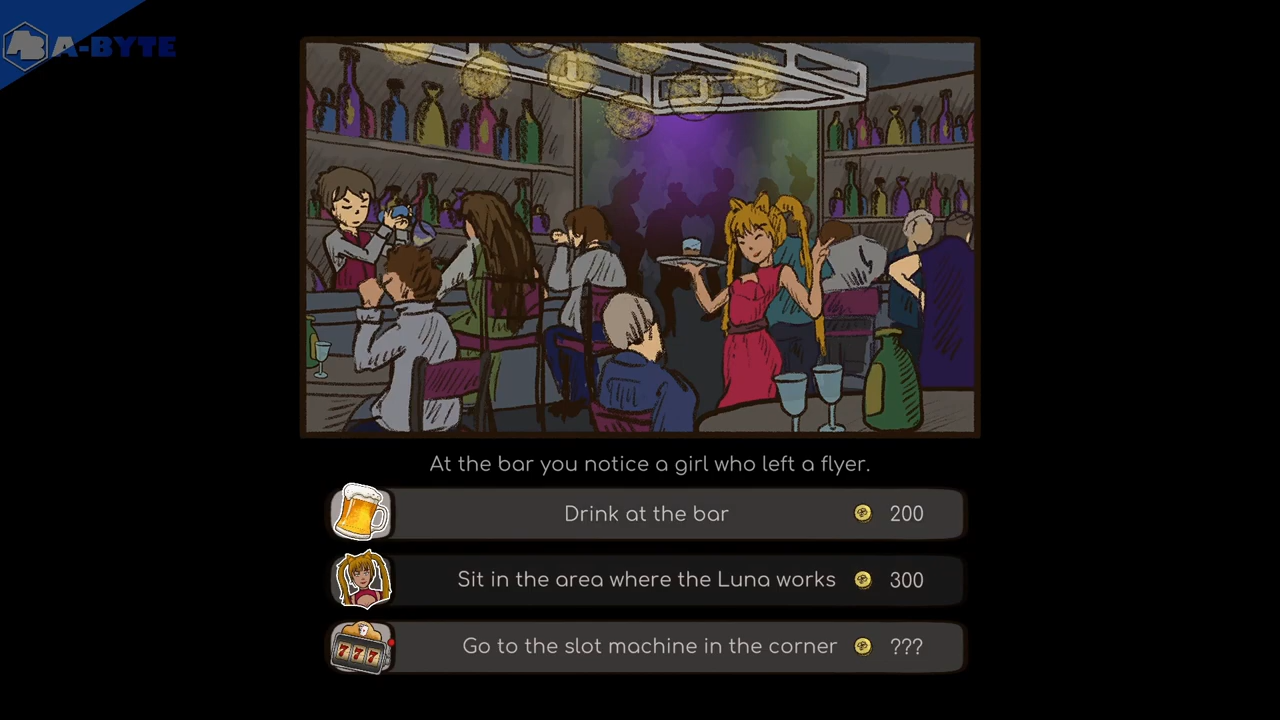 A-BYTE
At the bar you notice a girl who left a flyer.
Drink at the bar 200
Sit in the area where the Luna works 300
Go to the slot machine in the corner ???
777